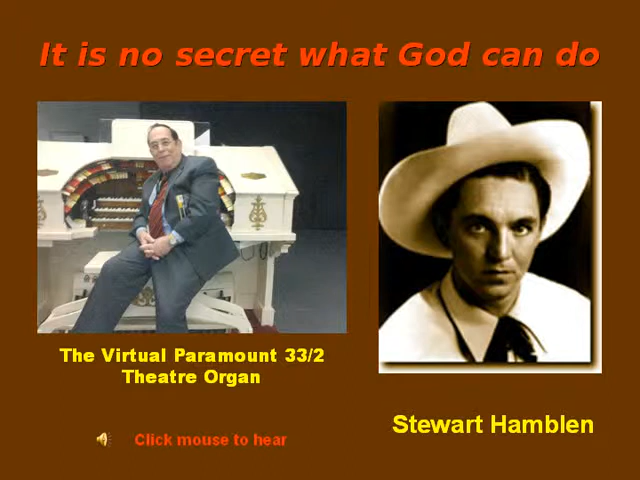 It is no secret what God can do
The Virtual Paramount 33/2
Theatre Organ
Stewart Hamblen
Click mouse to hear